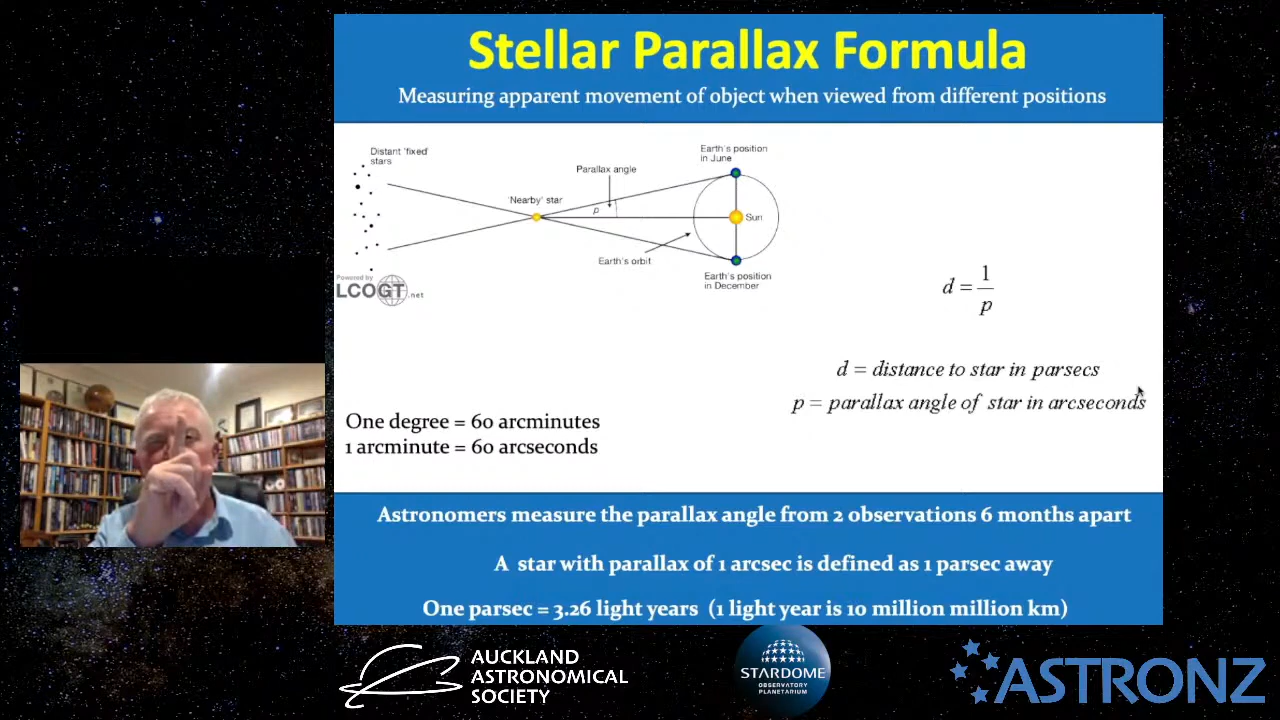 Stellar Parallax Formula
Measuring apparent movement of object when viewed from different positions
Distant 'fixed'
stars
Earth's position
in June
Parallax angle
'Nearby' star
p
Sun
Earth's orbit
Earth's position
in December
Powered by
LCOGT.net
d = 1/p
d = distance to star in parsecs
p = parallax angle of star in arcseconds
One degree = 60 arcminutes
1 arcminute = 60 arcseconds
Astronomers measure the parallax angle from 2 observations 6 months apart
A star with parallax of 1 arcsec is defined as 1 parsec away
One parsec = 3.26 light years (1 light year is 10 million million km)
AUCKLAND
ASTRONOMICAL
SOCIETY
STARDOME
OBSERVATORY
PLANETARIUM
ASTRONZ